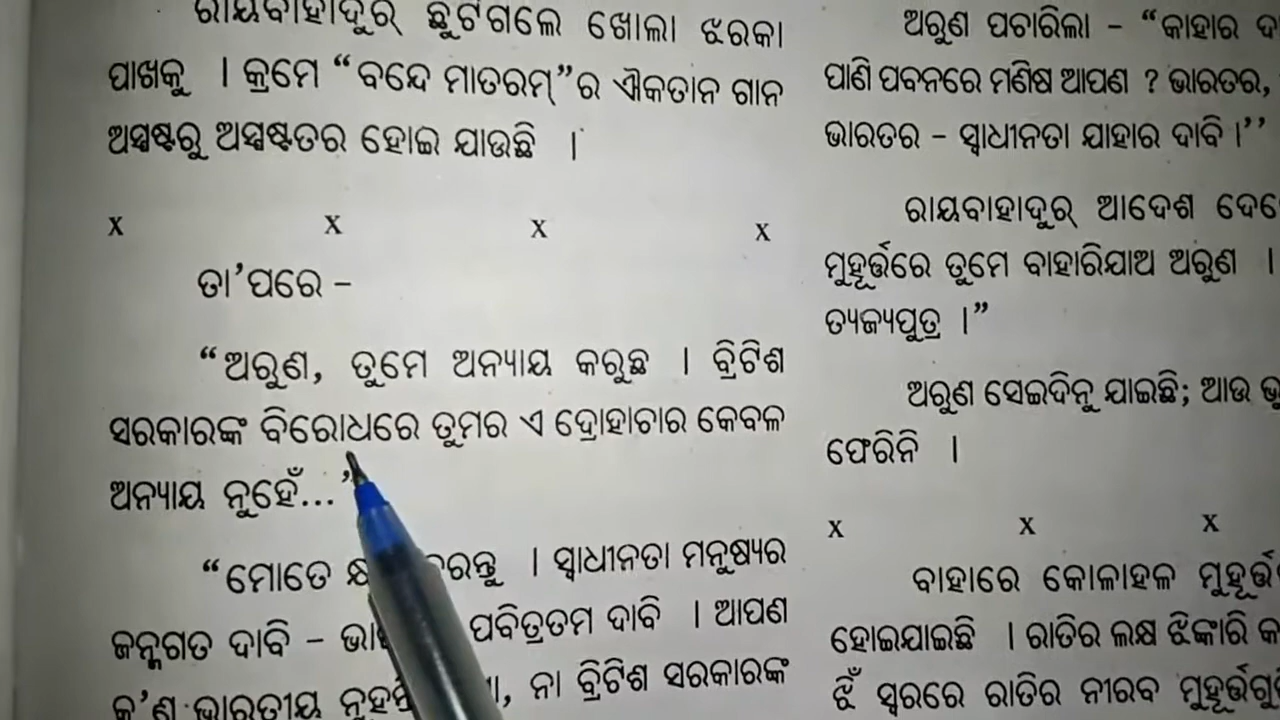 ରାୟବାହାଦୁର୍ ଛୁଟିଗଲେ ଖୋଲା ଝରକା
ପାଖକୁ । କ୍ରମେ “ବନ୍ଦେ ମାତରମ୍”ର ଐକତାନ ଗାନ
ଅସ୍ପଷ୍ଟରୁ ଅସ୍ପଷ୍ଟତର ହୋଇ ଯାଉଛି ।
x x x x
ତା’ପରେ –
“ଅରୁଣ, ତୁମେ ଅନ୍ୟାୟ କରୁଛ । ବ୍ରିଟିଶ
ସରକାରଙ୍କ ବିରୋଧରେ ତୁମର ଏ ଦ୍ରୋହାଚାର କେବଳ
ଅନ୍ୟାୟ ନୁହେଁ...’
“ମୋତେ କରନ୍ତୁ । ସ୍ୱାଧୀନତା ମନୁଷ୍ୟର
ଜନ୍ମଗତ ଦାବି – ପବିତ୍ରତମ ଦାବି । ଆପଣ
କ’ଣ ଭାରତୀୟ ନା ବ୍ରିଟିଶ ସରକାରଙ୍କ
ଅରୁଣ ପଚାରିଲା – “କାହାର
ପାଣି ପବନରେ ମଣିଷ ଆପଣ ? ଭାରତର,
ଭାରତର – ସ୍ୱାଧୀନତା ଯାହାର ଦାବି ।’’
ରାୟବାହାଦୁର୍ ଆଦେଶ
ମୁହୂର୍ତ୍ତରେ ତୁମେ ବାହାରିଯାଅ ଅରୁଣ ।
ତ୍ୟଜ୍ୟପୁତ୍ର ।”
ଅରୁଣ ସେଇଦିନୁ ଯାଇଛି; ଆଉ
ଫେରିନି ।
x x x
ବାହାରେ କୋଳାହଳ
ହୋଇଯାଇଛି । ରାତିର ଲକ୍ଷ ଝିଙ୍କାରି
ଝିଁ ସ୍ୱରରେ ରାତିର ନୀରବ